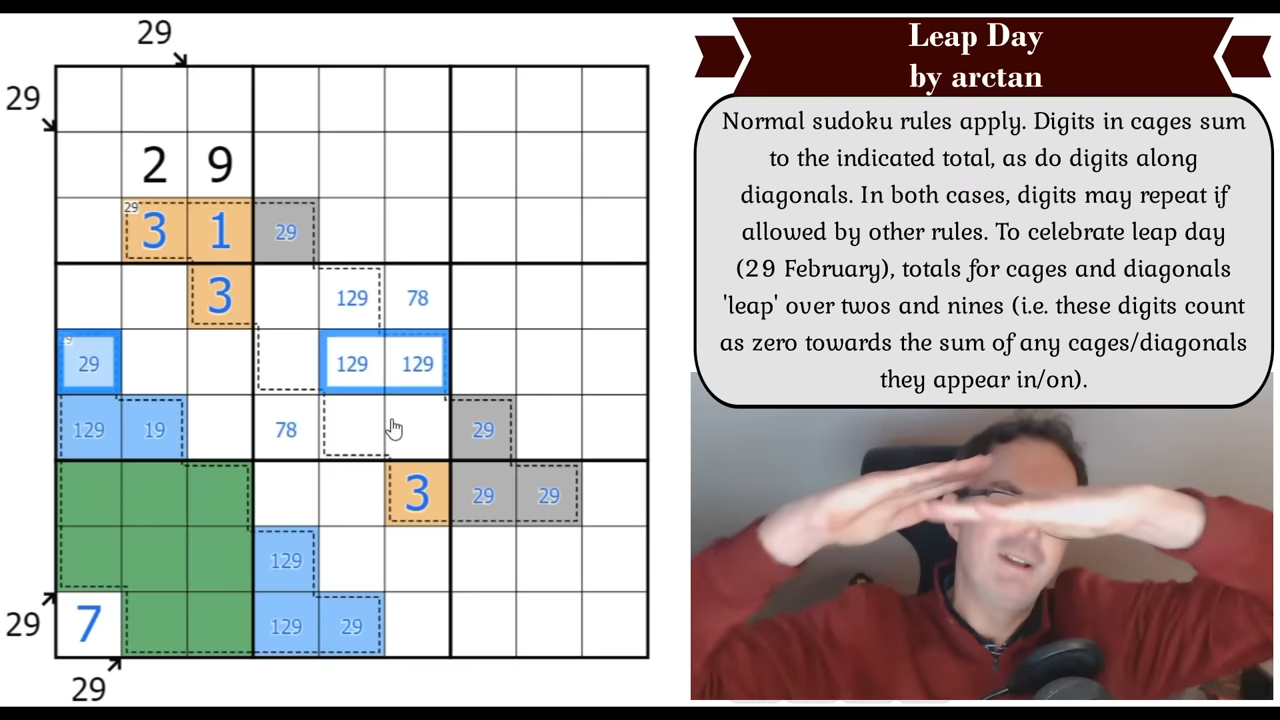 29
29
2 9
29 3 1 29
3 129 78
29 29 129 129
129 19 78 29
3 29 29
129
29 7 129 29
29
Leap Day
by arctan
Normal sudoku rules apply. Digits in cages sum
to the indicated total, as do digits along
diagonals. In both cases, digits may repeat if
allowed by other rules. To celebrate leap day
(29 February), totals for cages and diagonals
'leap' over twos and nines (i.e. these digits count
as zero towards the sum of any cages/diagonals
they appear in/on).